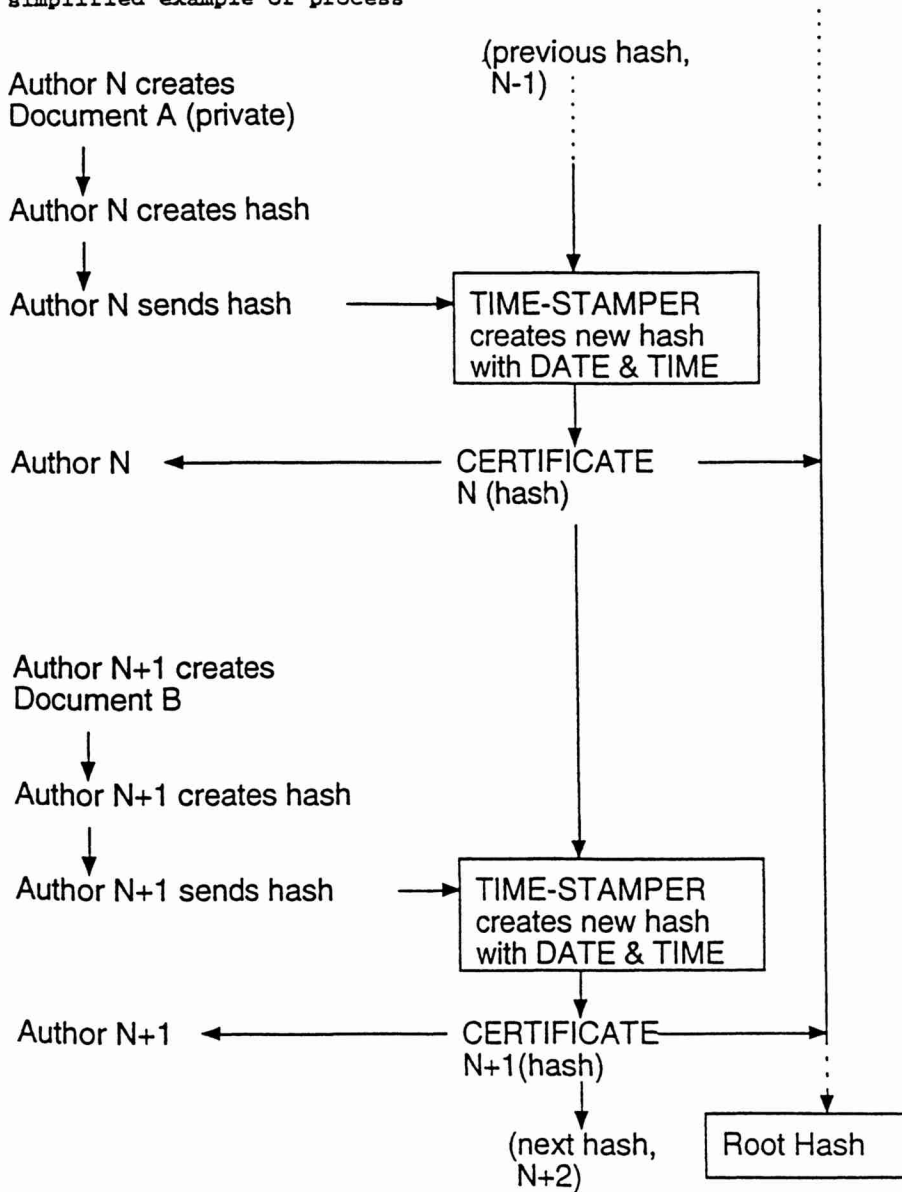 simplified example of process
(previous hash,
N-1)
Author N creates
Document A (private)
Author N creates hash
Author N sends hash
TIME-STAMPER
creates new hash
with DATE & TIME
Author N
CERTIFICATE
N (hash)
Author N+1 creates
Document B
Author N+1 creates hash
Author N+1 sends hash
TIME-STAMPER
creates new hash
with DATE & TIME
Author N+1
CERTIFICATE
N+1(hash)
(next hash,
N+2)
Root Hash